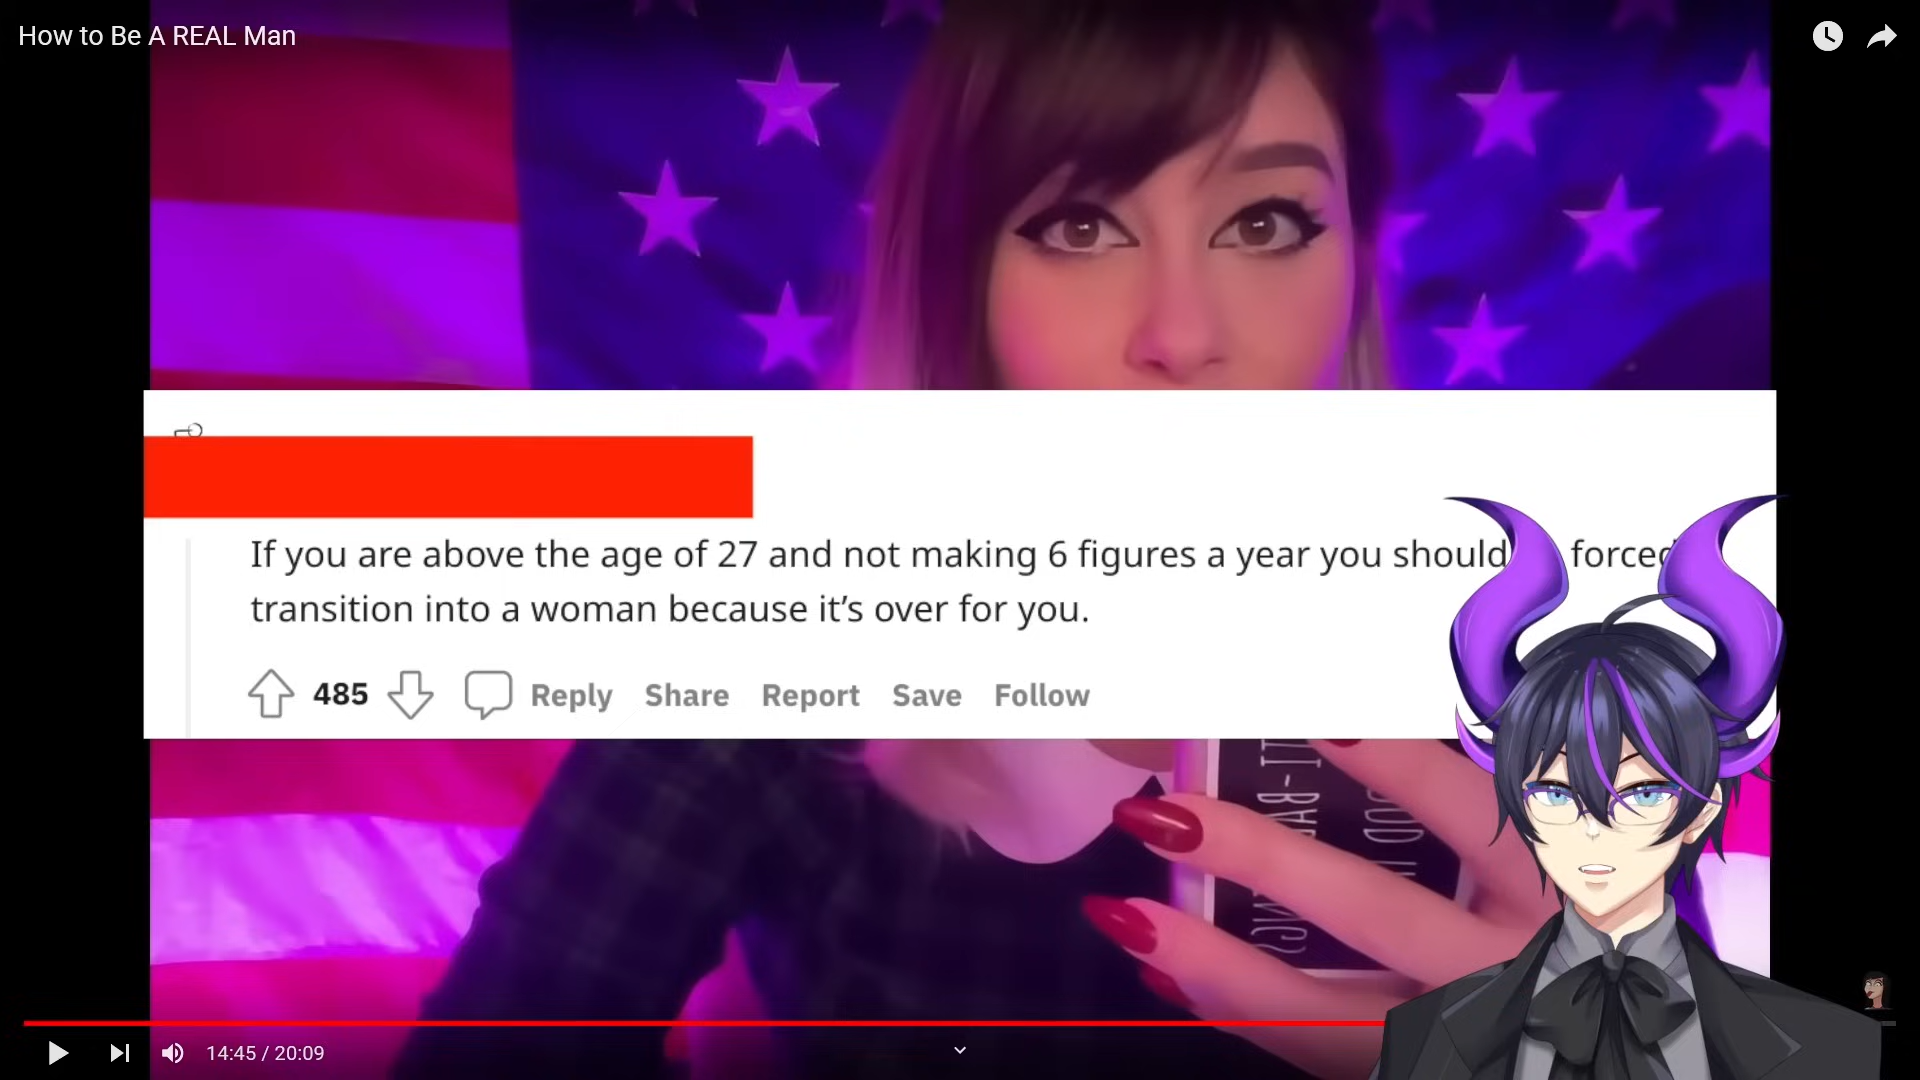 How to Be A REAL Man
If you are above the age of 27 and not making 6 figures a year you should forced
transition into a woman because it's over for you.
485 Reply Share Report Save Follow
14:45 / 20:09